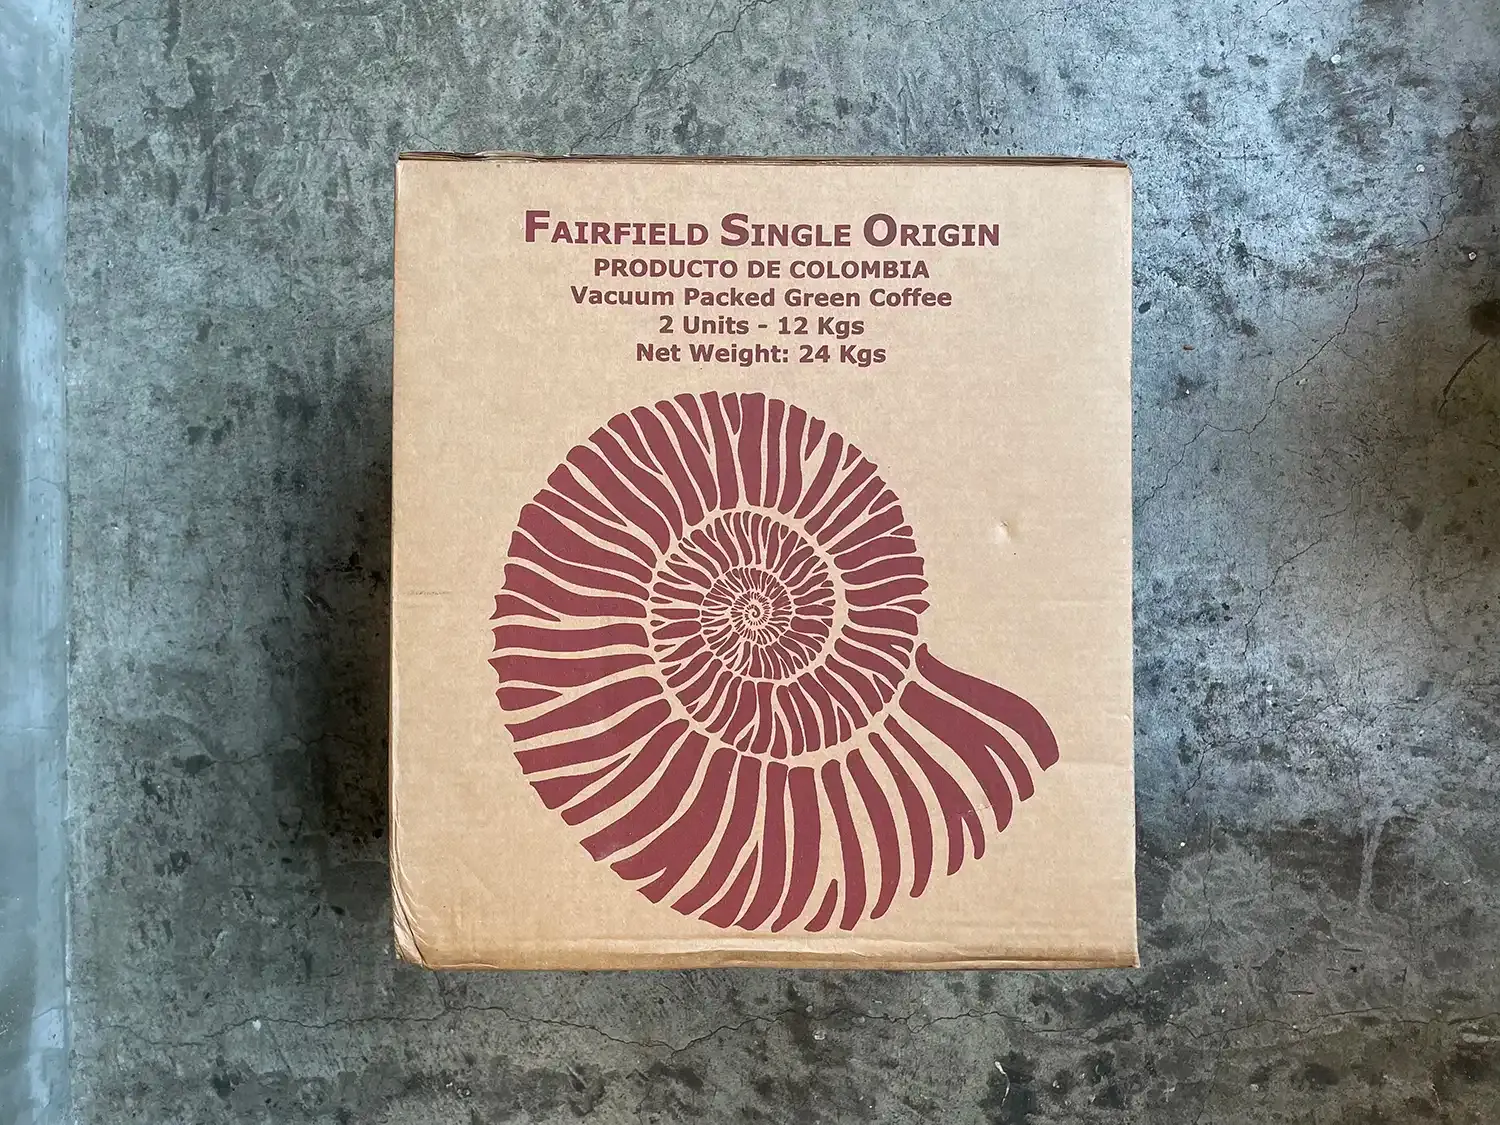 FAIRFIELD SINGLE ORIGIN
PRODUCTO DE COLOMBIA
Vacuum Packed Green Coffee
2 Units - 12 Kgs
Net Weight: 24 Kgs